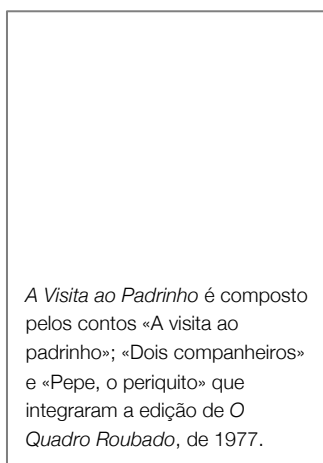 A Visita ao Padrinho é composto
pelos contos «A visita ao
padrinho»; «Dois companheiros»
e «Pepe, o periquito» que
integraram a edição de O
Quadro Roubado, de 1977.